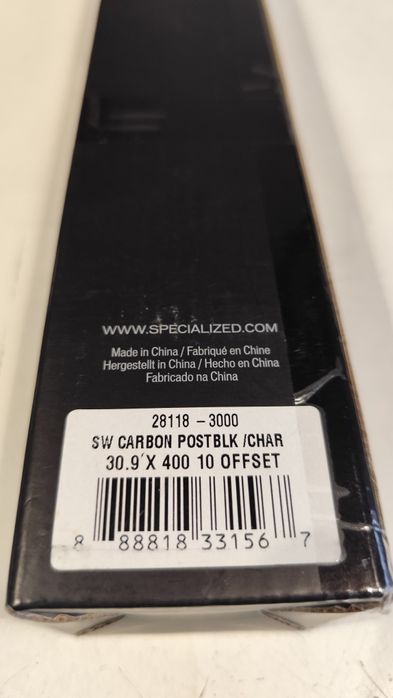 WWW.SPECIALIZED.COM
Made in China / Fabriqué en Chine
Hergestellt in China / Hecho en China
Fabricado na China
28118 -3000
SW CARBON POSTBLK /CHAR
30.9´X 400 10 OFFSET
8 88818 33156 7